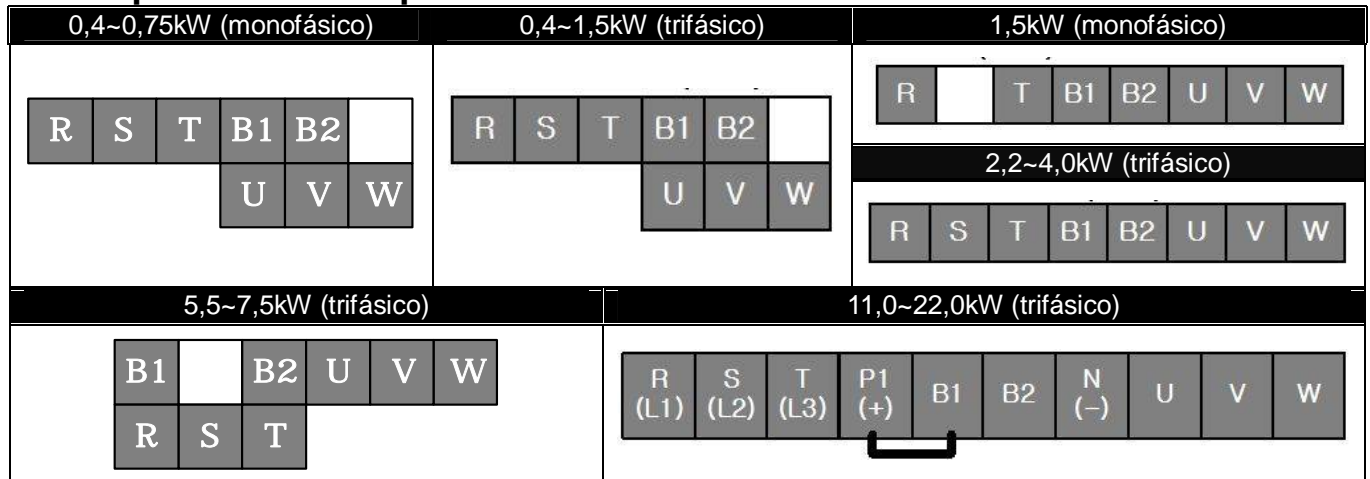 0,4~0,75kW (monofásico)
R S T B1 B2
U V W
0,4~1,5kW (trifásico)
R S T B1 B2
U V W
1,5kW (monofásico)
R T B1 B2 U V W
2,2~4,0kW (trifásico)
R S T B1 B2 U V W
5,5~7,5kW (trifásico)
B1 B2 U V W
R S T
11,0~22,0kW (trifásico)
R S T P1 B1 B2 N U V W
(L1) (L2) (L3) (+) (−)